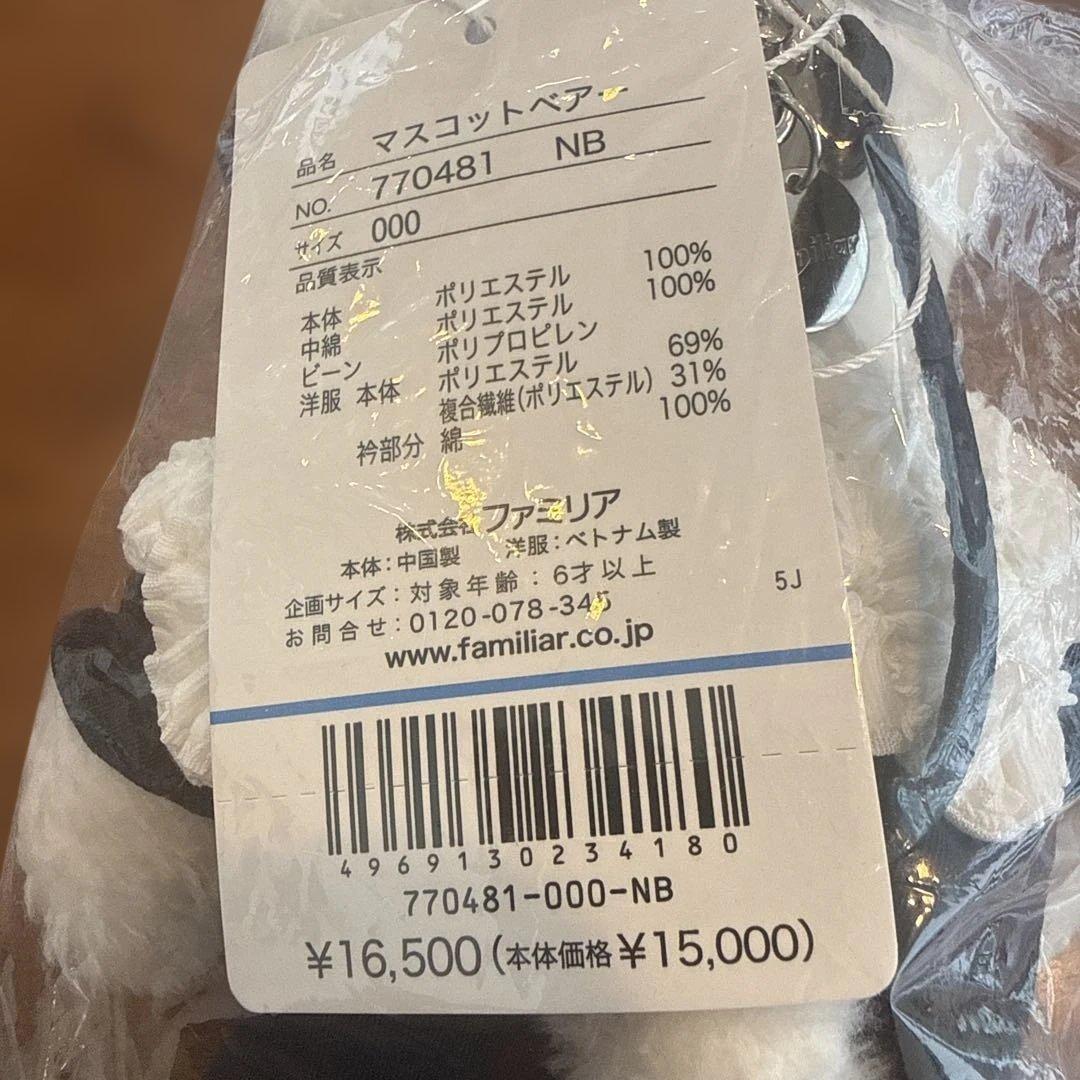 品名 マスコットベアー
NO. 770481 NB
サイズ 000
品質表示
本体 ポリエステル 100%
中綿 ポリエステル 100%
ビーン ポリプロピレン
洋服 本体 ポリエステル 69%
複合繊維(ポリエステル) 31%
衿部分 綿 100%
株式会社ファミリア
本体:中国製 洋服:ベトナム製
企画サイズ:対象年齢:6才以上 5J
お問合せ:0120-078-345
www.familiar.co.jp
4969130234180
770481-000-NB
¥16,500(本体価格¥15,000)